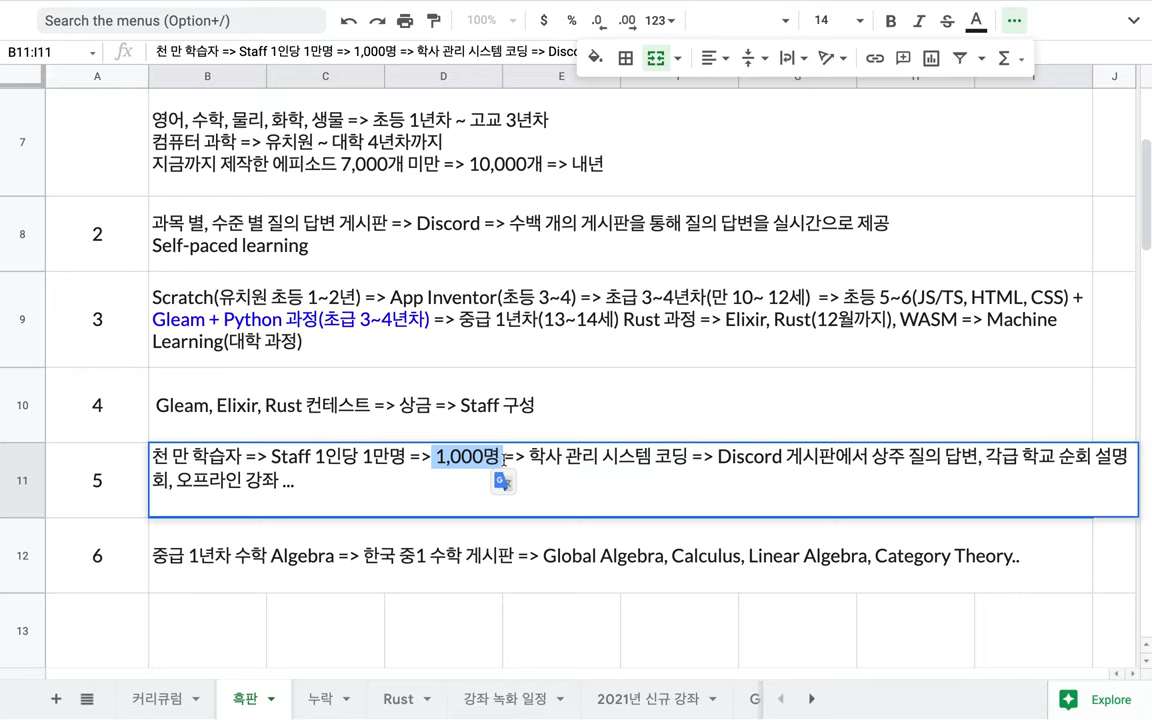 Search the menus (Option+/)
100%
$ % .0 .00 123
14
B I S A
B11:I11
fx
천 만 학습자 => Staff 1인당 1만명 => 1,000명 => 학사 관리 시스템 코딩 => Disco
A B C D E J
7
영어, 수학, 물리, 화학, 생물 => 초등 1년차 ~ 고교 3년차
컴퓨터 과학 => 유치원 ~ 대학 4년차까지
지금까지 제작한 에피소드 7,000개 미만 => 10,000개 => 내년
8
2
과목 별, 수준 별 질의 답변 게시판 => Discord => 수백 개의 게시판을 통해 질의 답변을 실시간으로 제공
Self-paced learning
9
3
Scratch(유치원 초등 1~2년) => App Inventor(초등 3~4) => 초급 3~4년차(만 10~ 12세) => 초등 5~6(JS/TS, HTML, CSS) +
Gleam + Python 과정(초급 3~4년차) => 중급 1년차(13~14세) Rust 과정 => Elixir, Rust(12월까지), WASM => Machine
Learning(대학 과정)
10
4
Gleam, Elixir, Rust 컨테스트 => 상금 => Staff 구성
11
5
천 만 학습자 => Staff 1인당 1만명 => 1,000명 => 학사 관리 시스템 코딩 => Discord 게시판에서 상주 질의 답변, 각급 학교 순회 설명
회, 오프라인 강좌 ...
12
6
중급 1년차 수학 Algebra => 한국 중1 수학 게시판 => Global Algebra, Calculus, Linear Algebra, Category Theory..
13
커리큘럼 흑판 누락 Rust 강좌 녹화 일정 2021년 신규 강좌 G
Explore